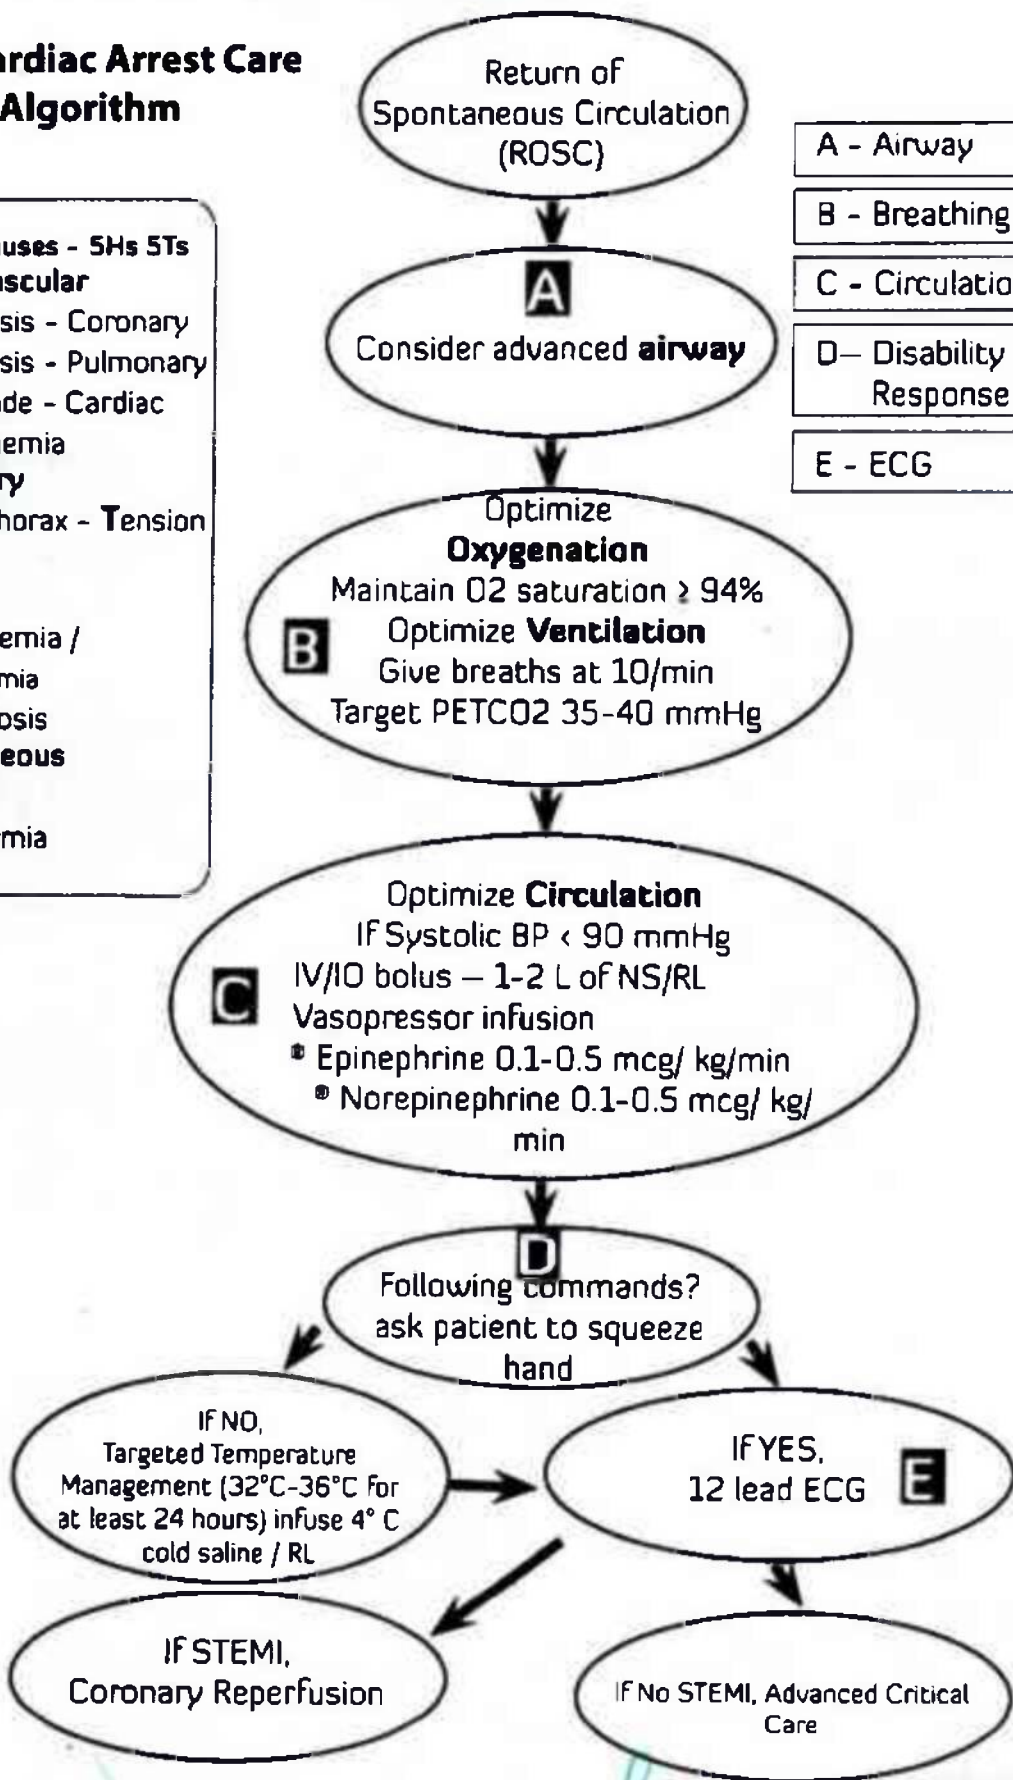 ardiac Arrest Care
Algorithm
Return of
Spontaneous Circulation
(ROSC)
A - Airway
B - Breathing
C - Circulatio
D– Disability
Response
E - ECG
uses - 5Hs 5Ts
scular
sis - Coronary
sis - Pulmonary
de - Cardiac
emia
ry
horax - Tension
emia /
mia
osis
eous
mia
A
Consider advanced airway
Optimize
Oxygenation
Maintain O2 saturation ≥ 94%
Optimize Ventilation
B
Give breaths at 10/min
Target PETCO2 35-40 mmHg
Optimize Circulation
If Systolic BP < 90 mmHg
C
IV/IO bolus – 1-2 L of NS/RL
Vasopressor infusion
Epinephrine 0.1-0.5 mcg/ kg/min
Norepinephrine 0.1-0.5 mcg/ kg/
min
D
Following commands?
ask patient to squeeze
hand
If NO,
Targeted Temperature
Management (32°C-36°C for
at least 24 hours) infuse 4° C
cold saline / RL
If YES,
12 lead ECG
E
If STEMI,
Coronary Reperfusion
If No STEMI, Advanced Critical
Care